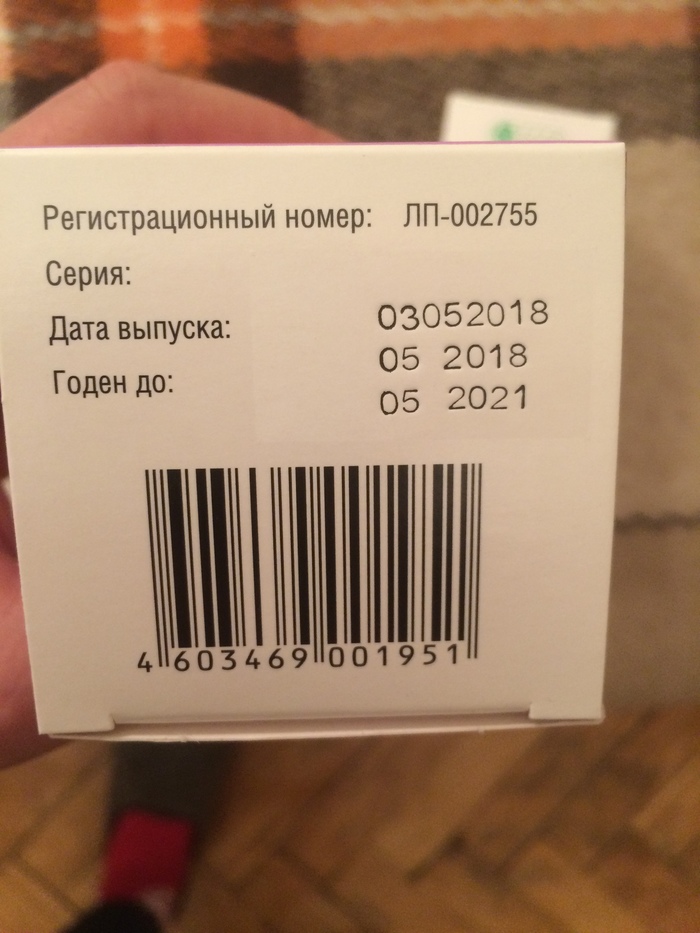 Регистрационный номер: ЛП-002755
Серия: 03052018
Дата выпуска: 05 2018
Годен до: 05 2021
4 603469 001951